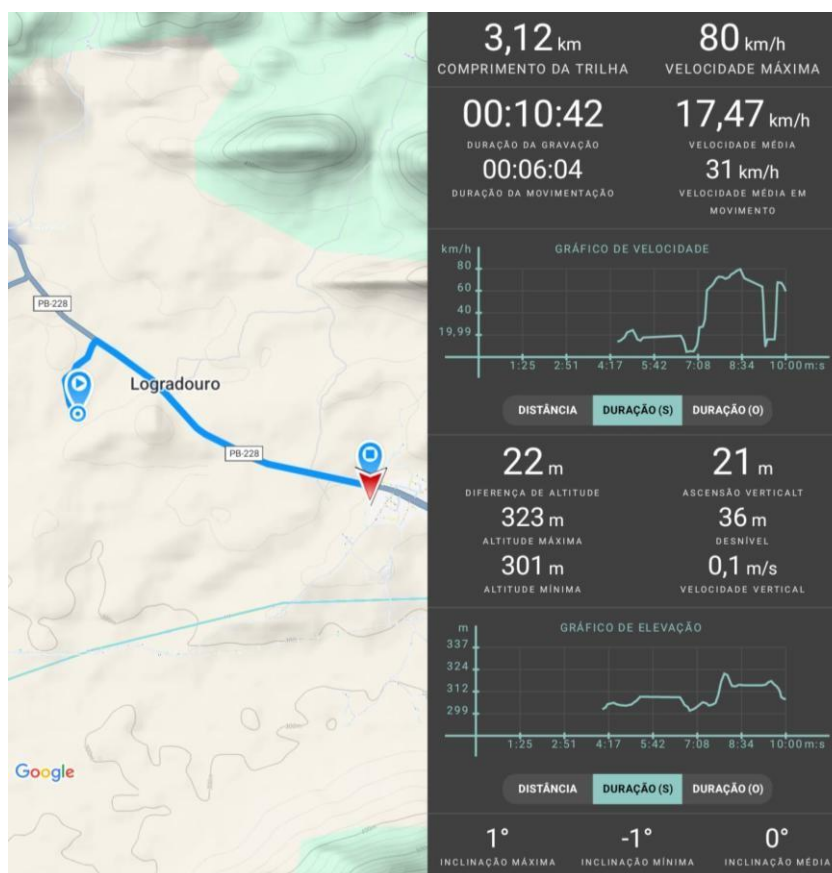 PB-228
Logradouro
PB-228
Google
3,12 km
COMPRIMENTO DA TRILHA
80 km/h
VELOCIDADE MÁXIMA
00:10:42
DURAÇÃO DA GRAVAÇÃO
17,47 km/h
VELOCIDADE MÉDIA
00:06:04
DURAÇÃO DA MOVIMENTAÇÃO
31 km/h
VELOCIDADE MÉDIA EM
MOVIMENTO
GRÁFICO DE VELOCIDADE
km/h
80
60
40
19,99
1:25 2:51 4:17 5:42 7:08 8:34 10:00 m:s
DISTÂNCIA DURAÇÃO (S) DURAÇÃO (O)
22 m
DIFERENÇA DE ALTITUDE
21 m
ASCENSÃO VERTICALT
323 m
ALTITUDE MÁXIMA
36 m
DESNÍVEL
301 m
ALTITUDE MÍNIMA
0,1 m/s
VELOCIDADE VERTICAL
GRÁFICO DE ELEVAÇÃO
m
337
324
312
299
1:25 2:51 4:17 5:42 7:08 8:34 10:00 m:s
DISTÂNCIA DURAÇÃO (S) DURAÇÃO (O)
1°
INCLINAÇÃO MÁXIMA
-1°
INCLINAÇÃO MÍNIMA
0°
INCLINAÇÃO MÉDIA